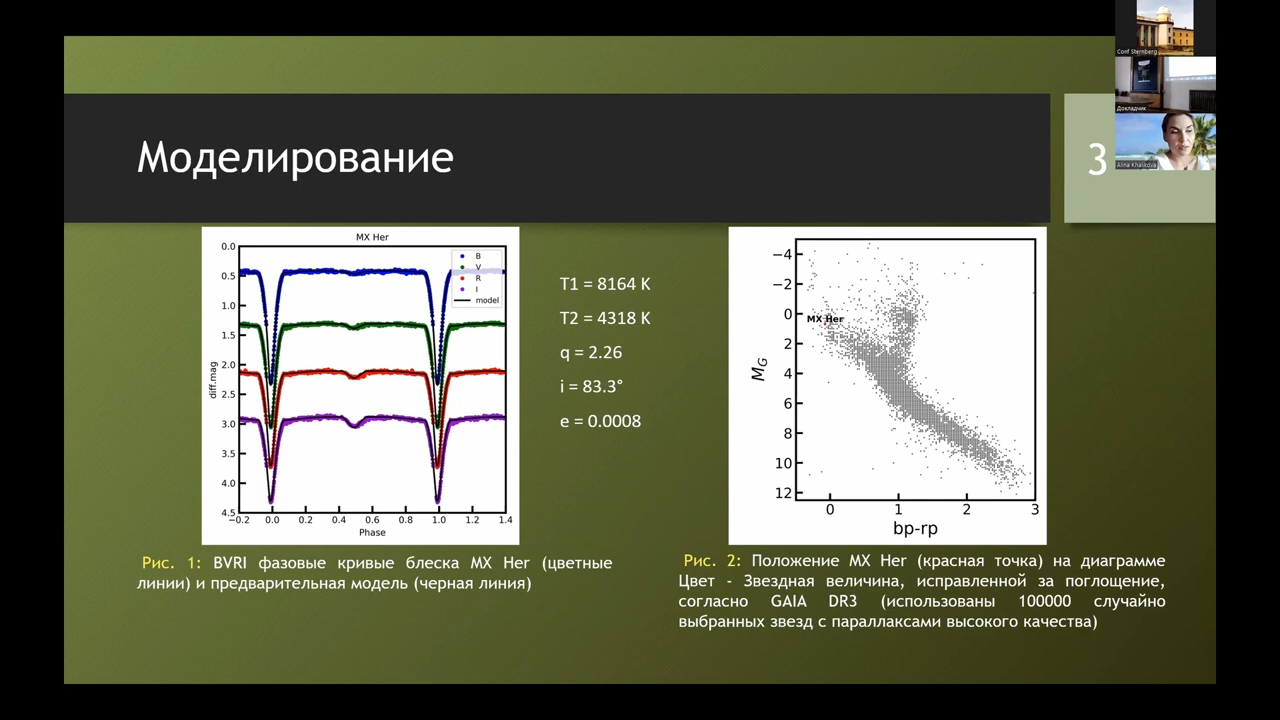 Conf Sternberg
Докладчик
Alina Khalikova
Моделирование
3
MX Her
0.0
0.5
1.0
1.5
2.0
2.5
3.0
3.5
4.0
4.5
diff.mag
B
V
R
I
model
−0.2 0.0 0.2 0.4 0.6 0.8 1.0 1.2 1.4
Phase
T1 = 8164 K
T2 = 4318 K
q = 2.26
i = 83.3°
e = 0.0008
−4
−2
0
2
4
6
8
10
12
M_G
MX Her
0 1 2 3
bp-rp
Рис. 1: BVRI фазовые кривые блеска MX Her (цветные
линии) и предварительная модель (черная линия)
Рис. 2: Положение MX Her (красная точка) на диаграмме
Цвет - Звездная величина, исправленной за поглощение,
согласно GAIA DR3 (использованы 100000 случайно
выбранных звезд с параллаксами высокого качества)